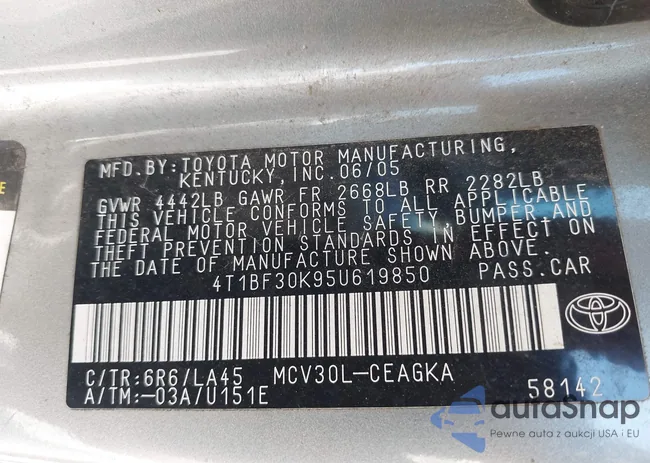 MFD.BY:TOYOTA MOTOR MANUFACTURING,
KENTUCKY, INC.06/05
GVWR 4442LB GAWR FR 2668LB RR 2282LB
THIS VEHICLE CONFORMS TO ALL APPLICABLE
FEDERAL MOTOR VEHICLE SAFETY, BUMPER,AND
THEFT PREVENTION STANDARDS IN EFFECT ON
THE DATE OF MANUFACTURE SHOWN ABOVE.
4T1BF30K95U619850 PASS.CAR
C/TR:6R6/LA45 MCV30L-CEAGKA
A/TM:-03A/U151E 58142
autoSnap
Pewne auta z aukcji USA i EU